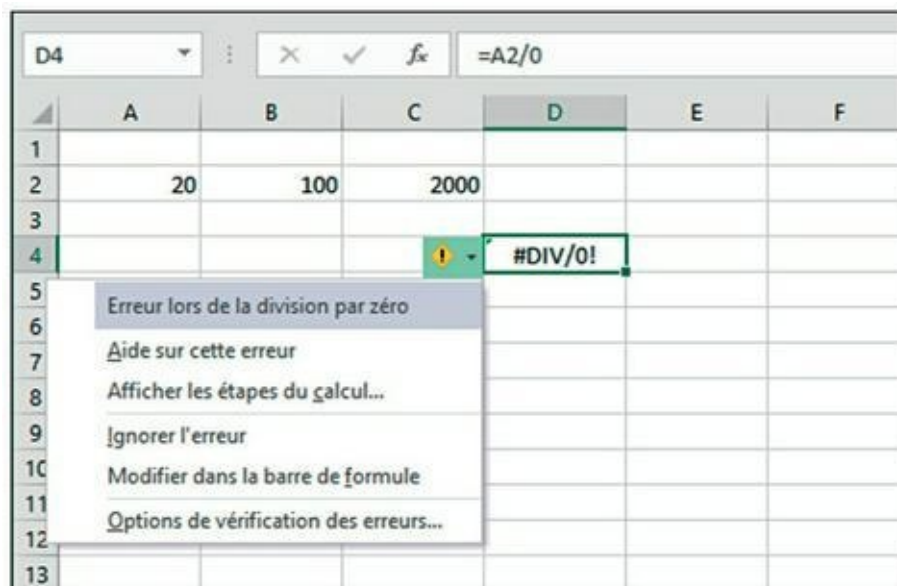 D4 fx =A2/0
A B C D E F
1
2 20 100 2000
3
4 #DIV/0!
5
Erreur lors de la division par zéro
6
7 Aide sur cette erreur
8 Afficher les étapes du calcul...
9 Ignorer l'erreur
10 Modifier dans la barre de formule
11
12 Options de vérification des erreurs...
13